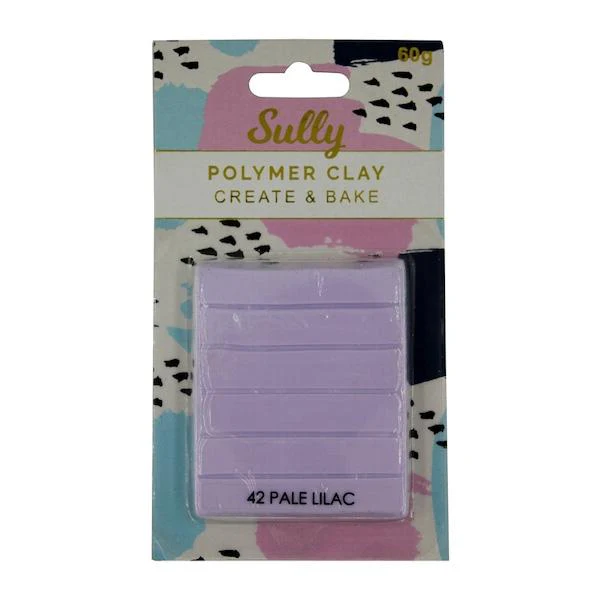 60g
Sully
POLYMER CLAY
CREATE & BAKE
42 PALE LILAC